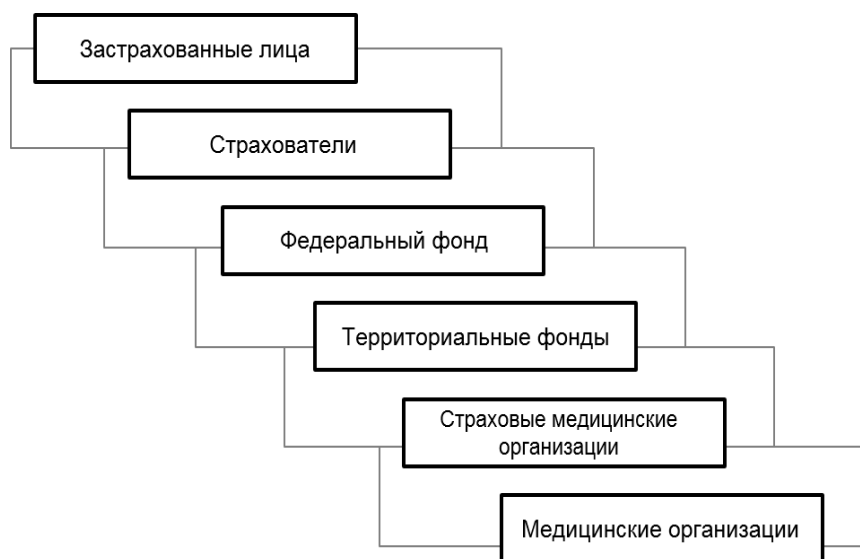 Застрахованные лица
Страхователи
Федеральный фонд
Территориальные фонды
Страховые медицинские
организации
Медицинские организации